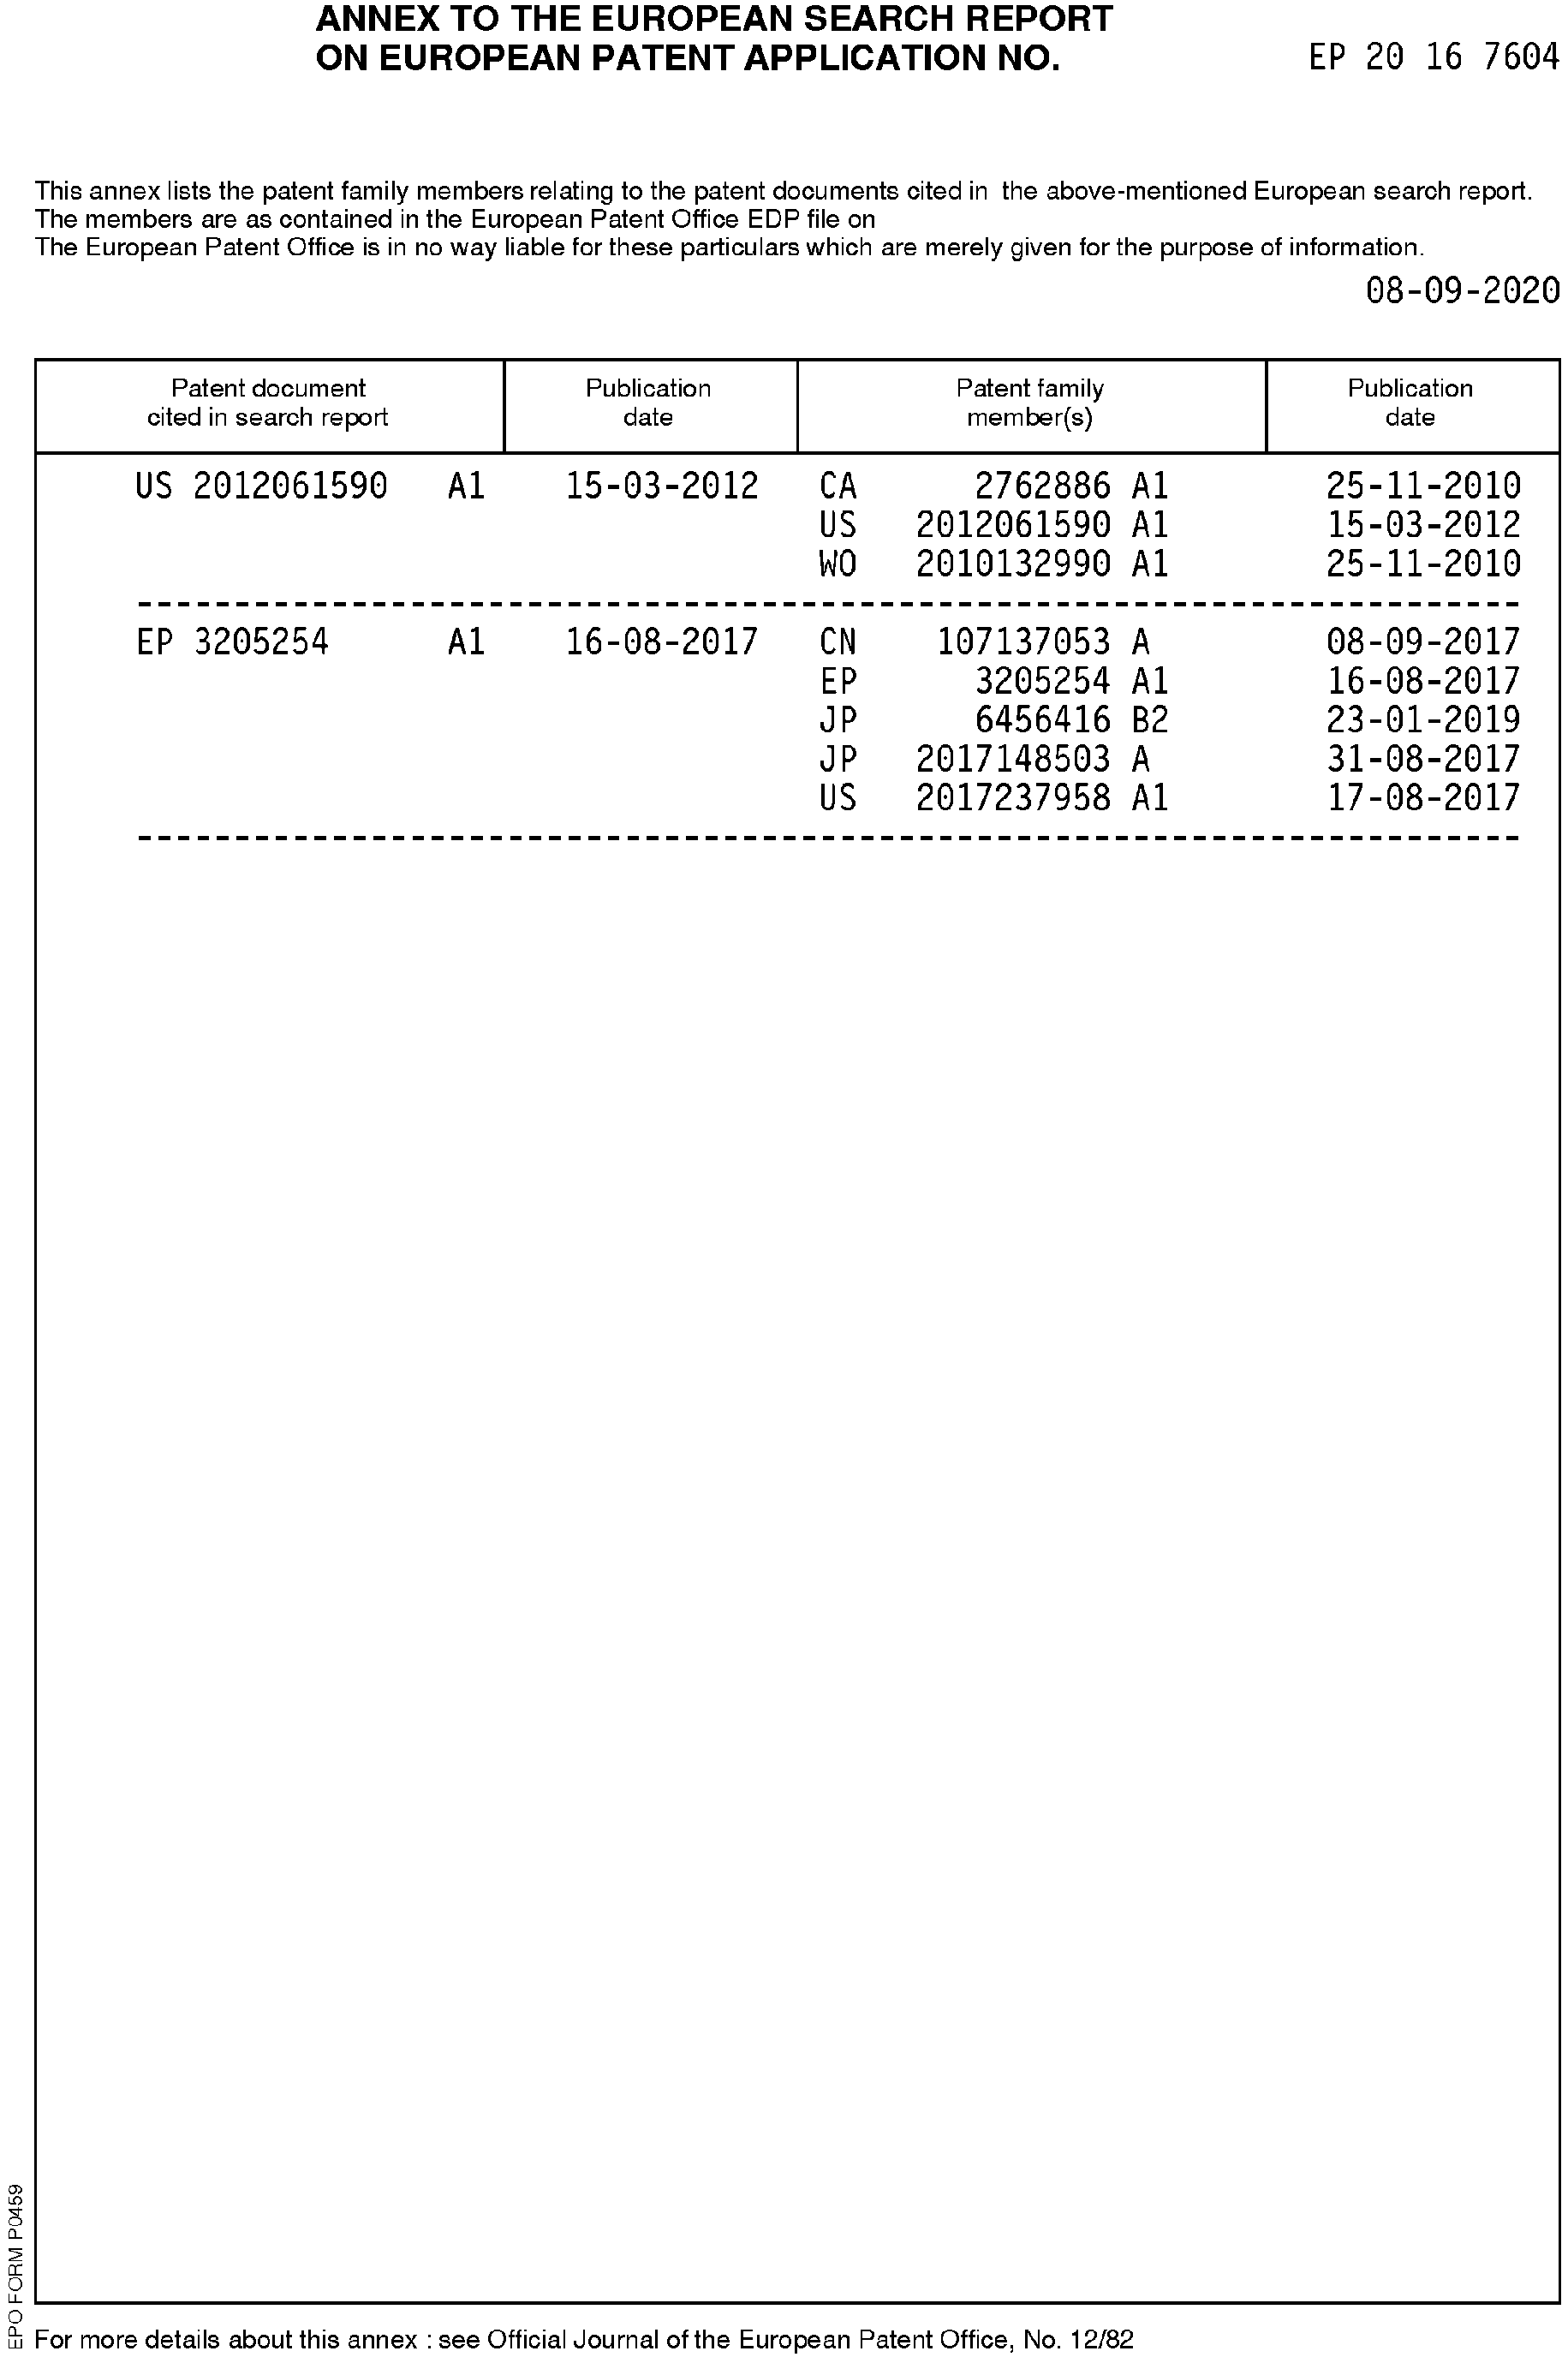 ANNEX TO THE EUROPEAN SEARCH REPORT
ON EUROPEAN PATENT APPLICATION NO. EP 20 16 7604
This annex lists the patent family members relating to the patent documents cited in the above-mentioned European search report.
The members are as contained in the European Patent Office EDP file on
The European Patent Office is in no way liable for these particulars which are merely given for the purpose of information.
08-09-2020
Patent document cited in search report Publication date Patent family member(s) Publication date
US 2012061590 A1 15-03-2012 CA 2762886 A1 25-11-2010
US 2012061590 A1 15-03-2012
WO 2010132990 A1 25-11-2010
EP 3205254 A1 16-08-2017 CN 107137053 A 08-09-2017
EP 3205254 A1 16-08-2017
JP 6456416 B2 23-01-2019
JP 2017148503 A 31-08-2017
US 2017237958 A1 17-08-2017
EPO FORM P0459
For more details about this annex : see Official Journal of the European Patent Office, No. 12/82